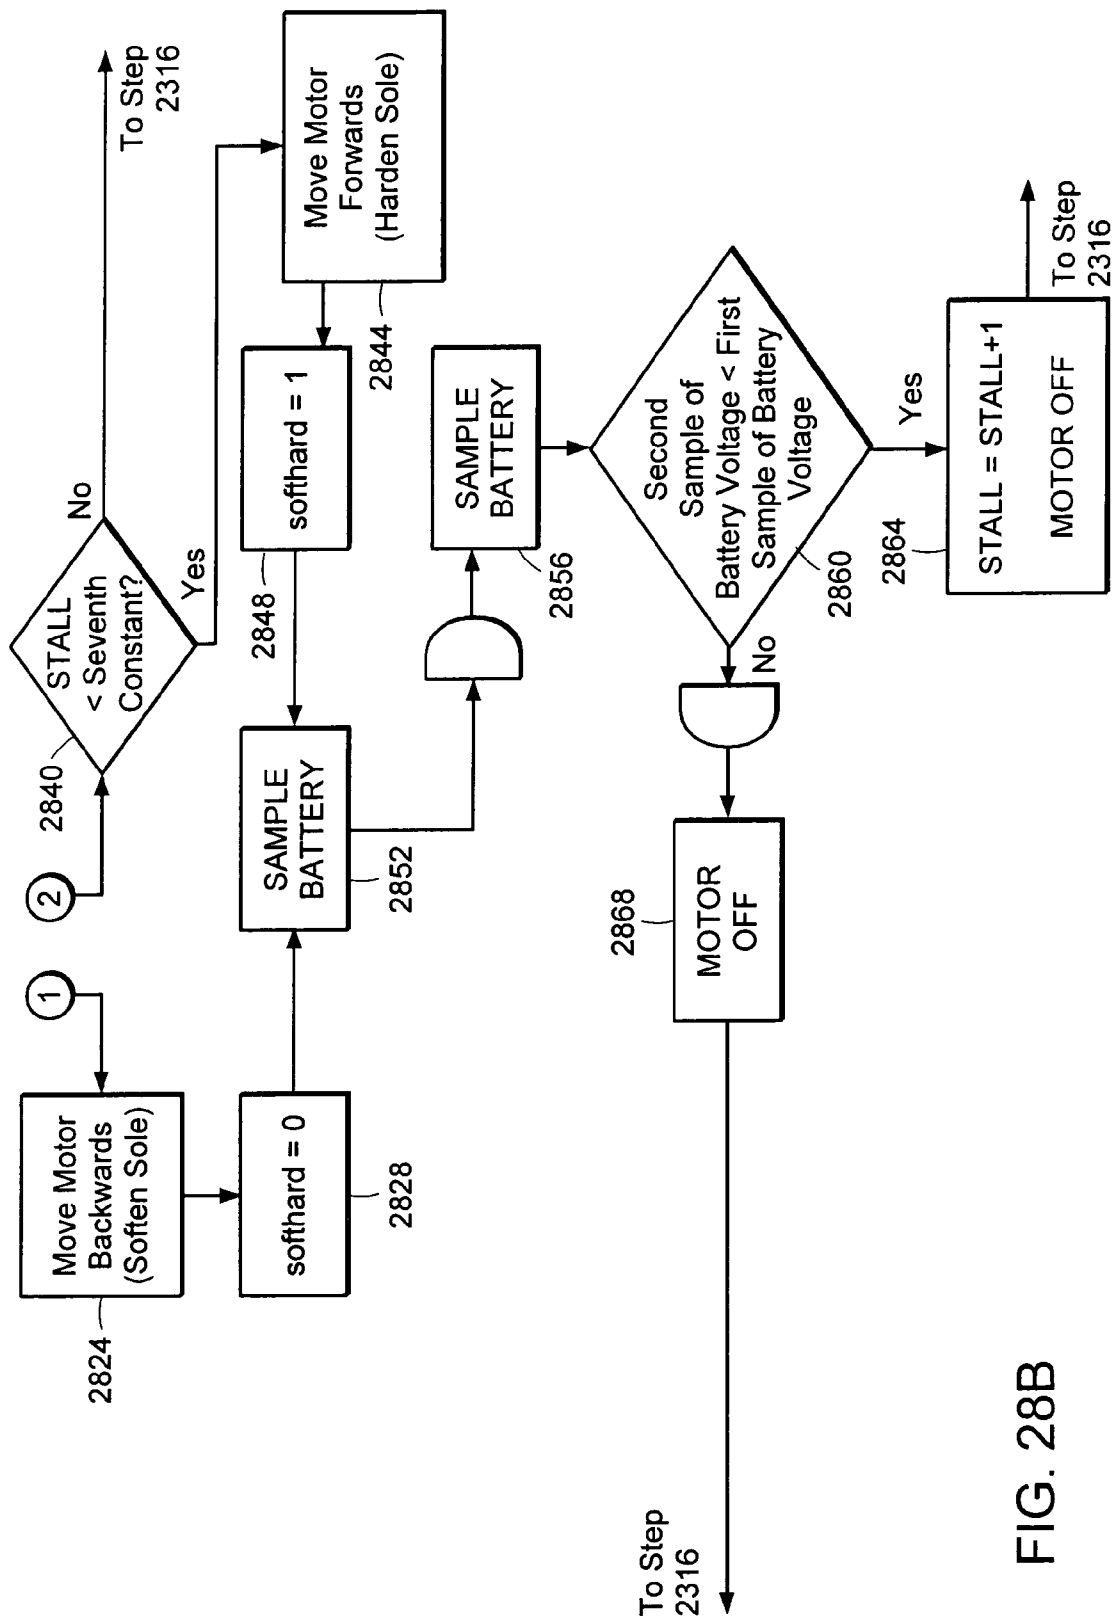 1
Move Motor
Backwards
(Soften Sole)
2824
softhard = 0
2828
2
2840
STALL
< Seventh
Constant?
No
To Step
2316
Yes
Move Motor
Forwards
(Harden Sole)
2844
softhard = 1
2848
SAMPLE
BATTERY
2852
SAMPLE
BATTERY
2856
Second
Sample of
Battery Voltage < First
Sample of Battery
Voltage
2860
No
MOTOR
OFF
2868
To Step
2316
Yes
2864
STALL = STALL+1
MOTOR OFF
To Step
2316
FIG. 28B